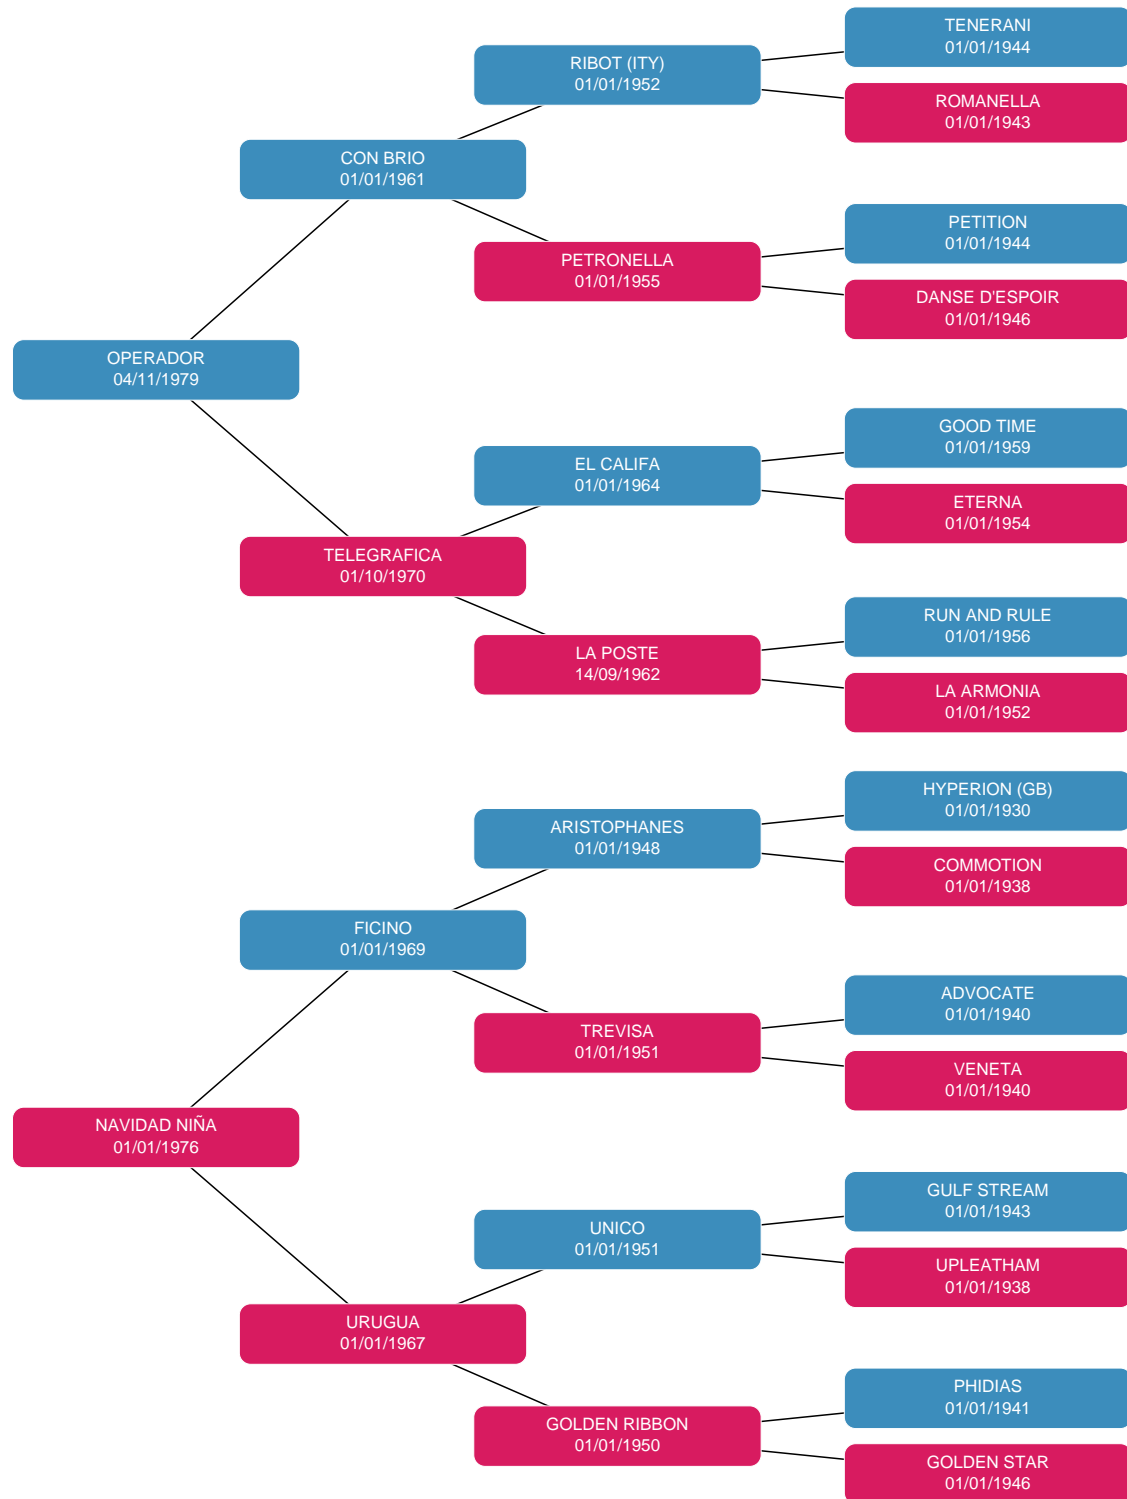 TENERANI
01/01/1944
RIBOT (ITY)
01/01/1952
ROMANELLA
01/01/1943
CON BRIO
01/01/1961
PETITION
01/01/1944
PETRONELLA
01/01/1955
DANSE D'ESPOIR
01/01/1946
OPERADOR
04/11/1979
GOOD TIME
01/01/1959
EL CALIFA
01/01/1964
ETERNA
01/01/1954
TELEGRAFICA
01/10/1970
RUN AND RULE
01/01/1956
LA POSTE
14/09/1962
LA ARMONIA
01/01/1952
HYPERION (GB)
01/01/1930
ARISTOPHANES
01/01/1948
COMMOTION
01/01/1938
FICINO
01/01/1969
ADVOCATE
01/01/1940
TREVISA
01/01/1951
VENETA
01/01/1940
NAVIDAD NIÑA
01/01/1976
GULF STREAM
01/01/1943
UNICO
01/01/1951
UPLEATHAM
01/01/1938
URUGUA
01/01/1967
PHIDIAS
01/01/1941
GOLDEN RIBBON
01/01/1950
GOLDEN STAR
01/01/1946